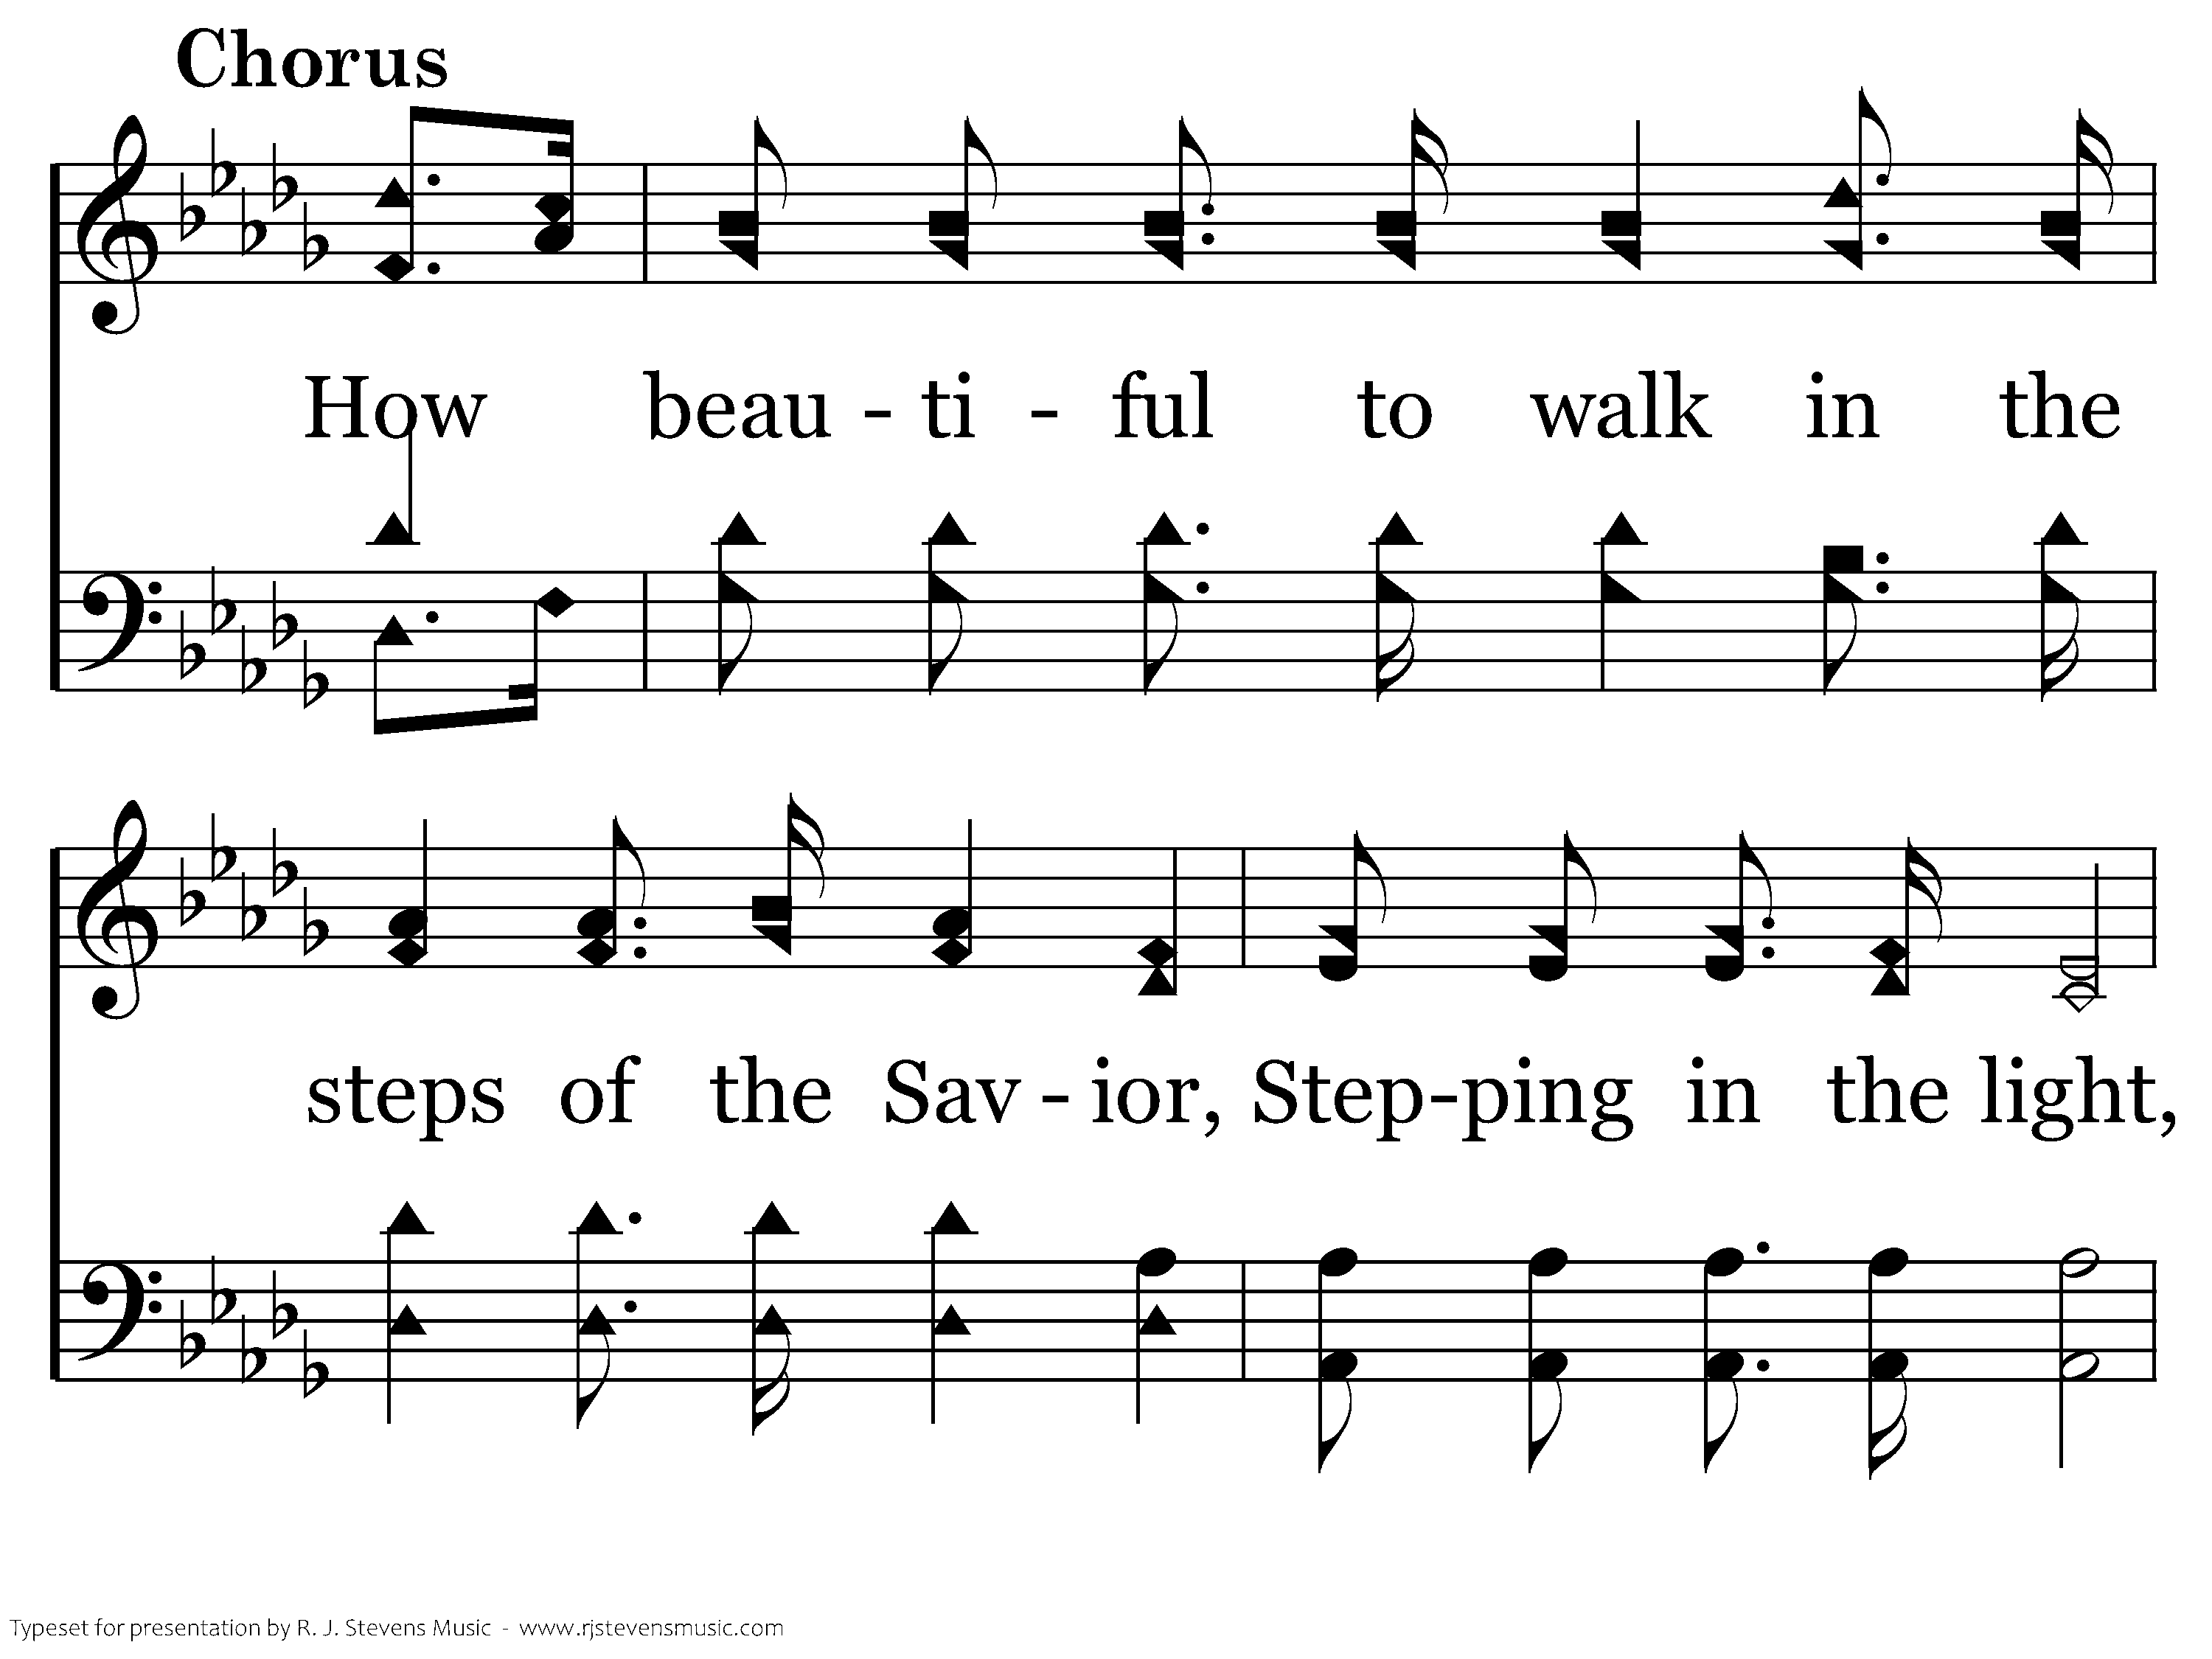 Chorus
How beau - ti - ful to walk in the
steps of the Sav - ior, Step-ping in the light,
Typeset for presentation by R. J. Stevens Music - www.rjstevensmusic.com